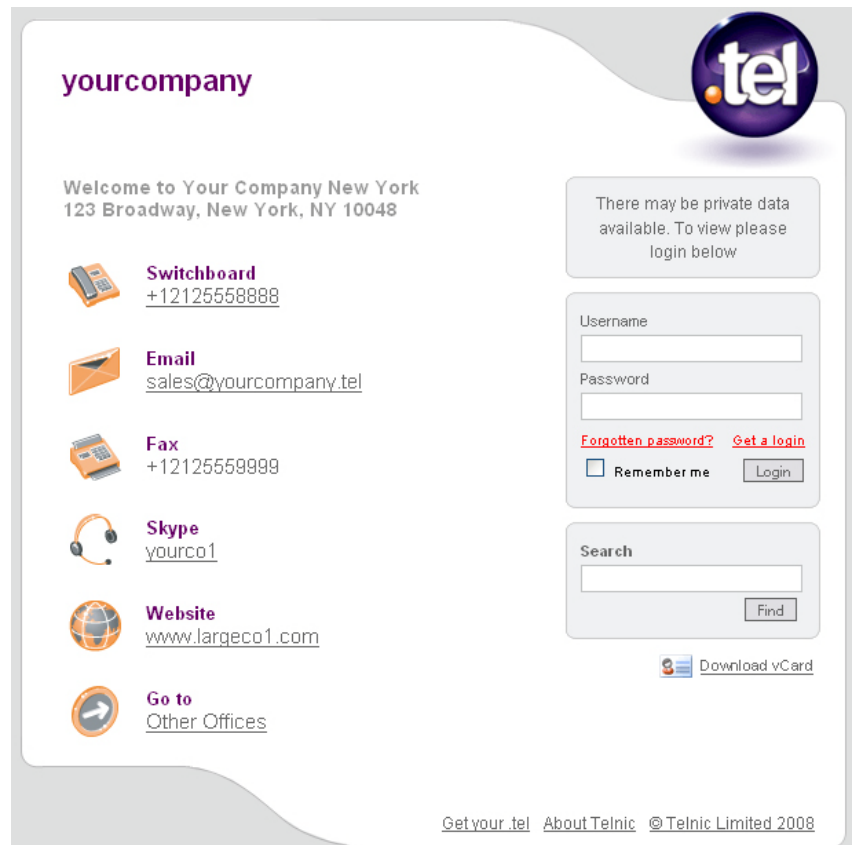 yourcompany
.tel
Welcome to Your Company New York
123 Broadway, New York, NY 10048
Switchboard
+12125558888
Email
sales@yourcompany.tel
Fax
+12125559999
Skype
yourco1
Website
www.largeco1.com
Go to
Other Offices
There may be private data
available. To view please
login below
Username
Password
Forgotten password? Get a login
Remember me Login
Search
Find
Download vCard
Get your .tel About Telnic © Telnic Limited 2008